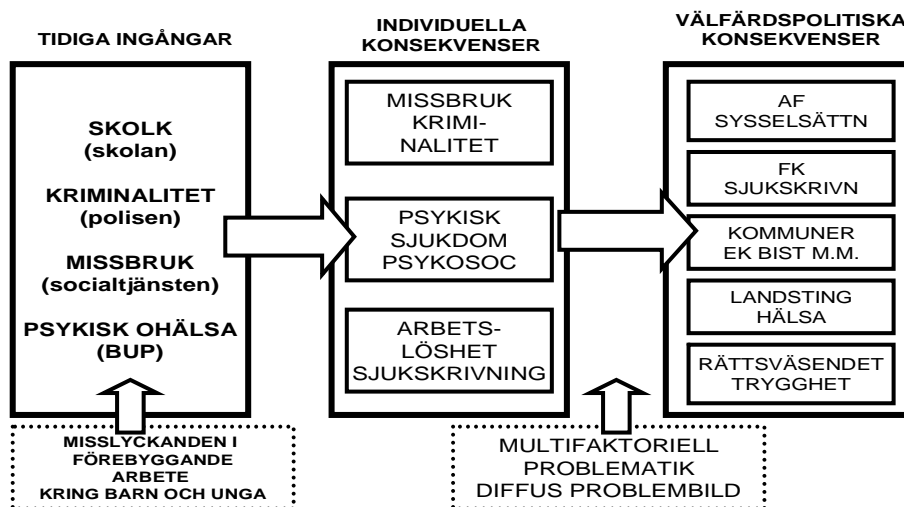 TIDIGA INGÅNGAR
SKOLK
(skolan)
KRIMINALITET
(polisen)
MISSBRUK
(socialtjänsten)
PSYKISK OHÄLSA
(BUP)
MISSLYCKANDEN I
FÖREBYGGANDE
ARBETE
KRING BARN OCH UNGA
INDIVIDUELLA
KONSEKVENSER
MISSBRUK
KRIMI-
NALITET
PSYKISK
SJUKDOM
PSYKOSOC
ARBETS-
LÖSHET
SJUKSKRIVNING
MULTIFAKTORIELL
PROBLEMATIK
DIFFUS PROBLEMBILD
VÄLFÄRDSPOLITISKA
KONSEKVENSER
AF
SYSSELSÄTTN
FK
SJUKSKRIVN
KOMMUNER
EK BIST M.M.
LANDSTING
HÄLSA
RÄTTSVÄSENDET
TRYGGHET